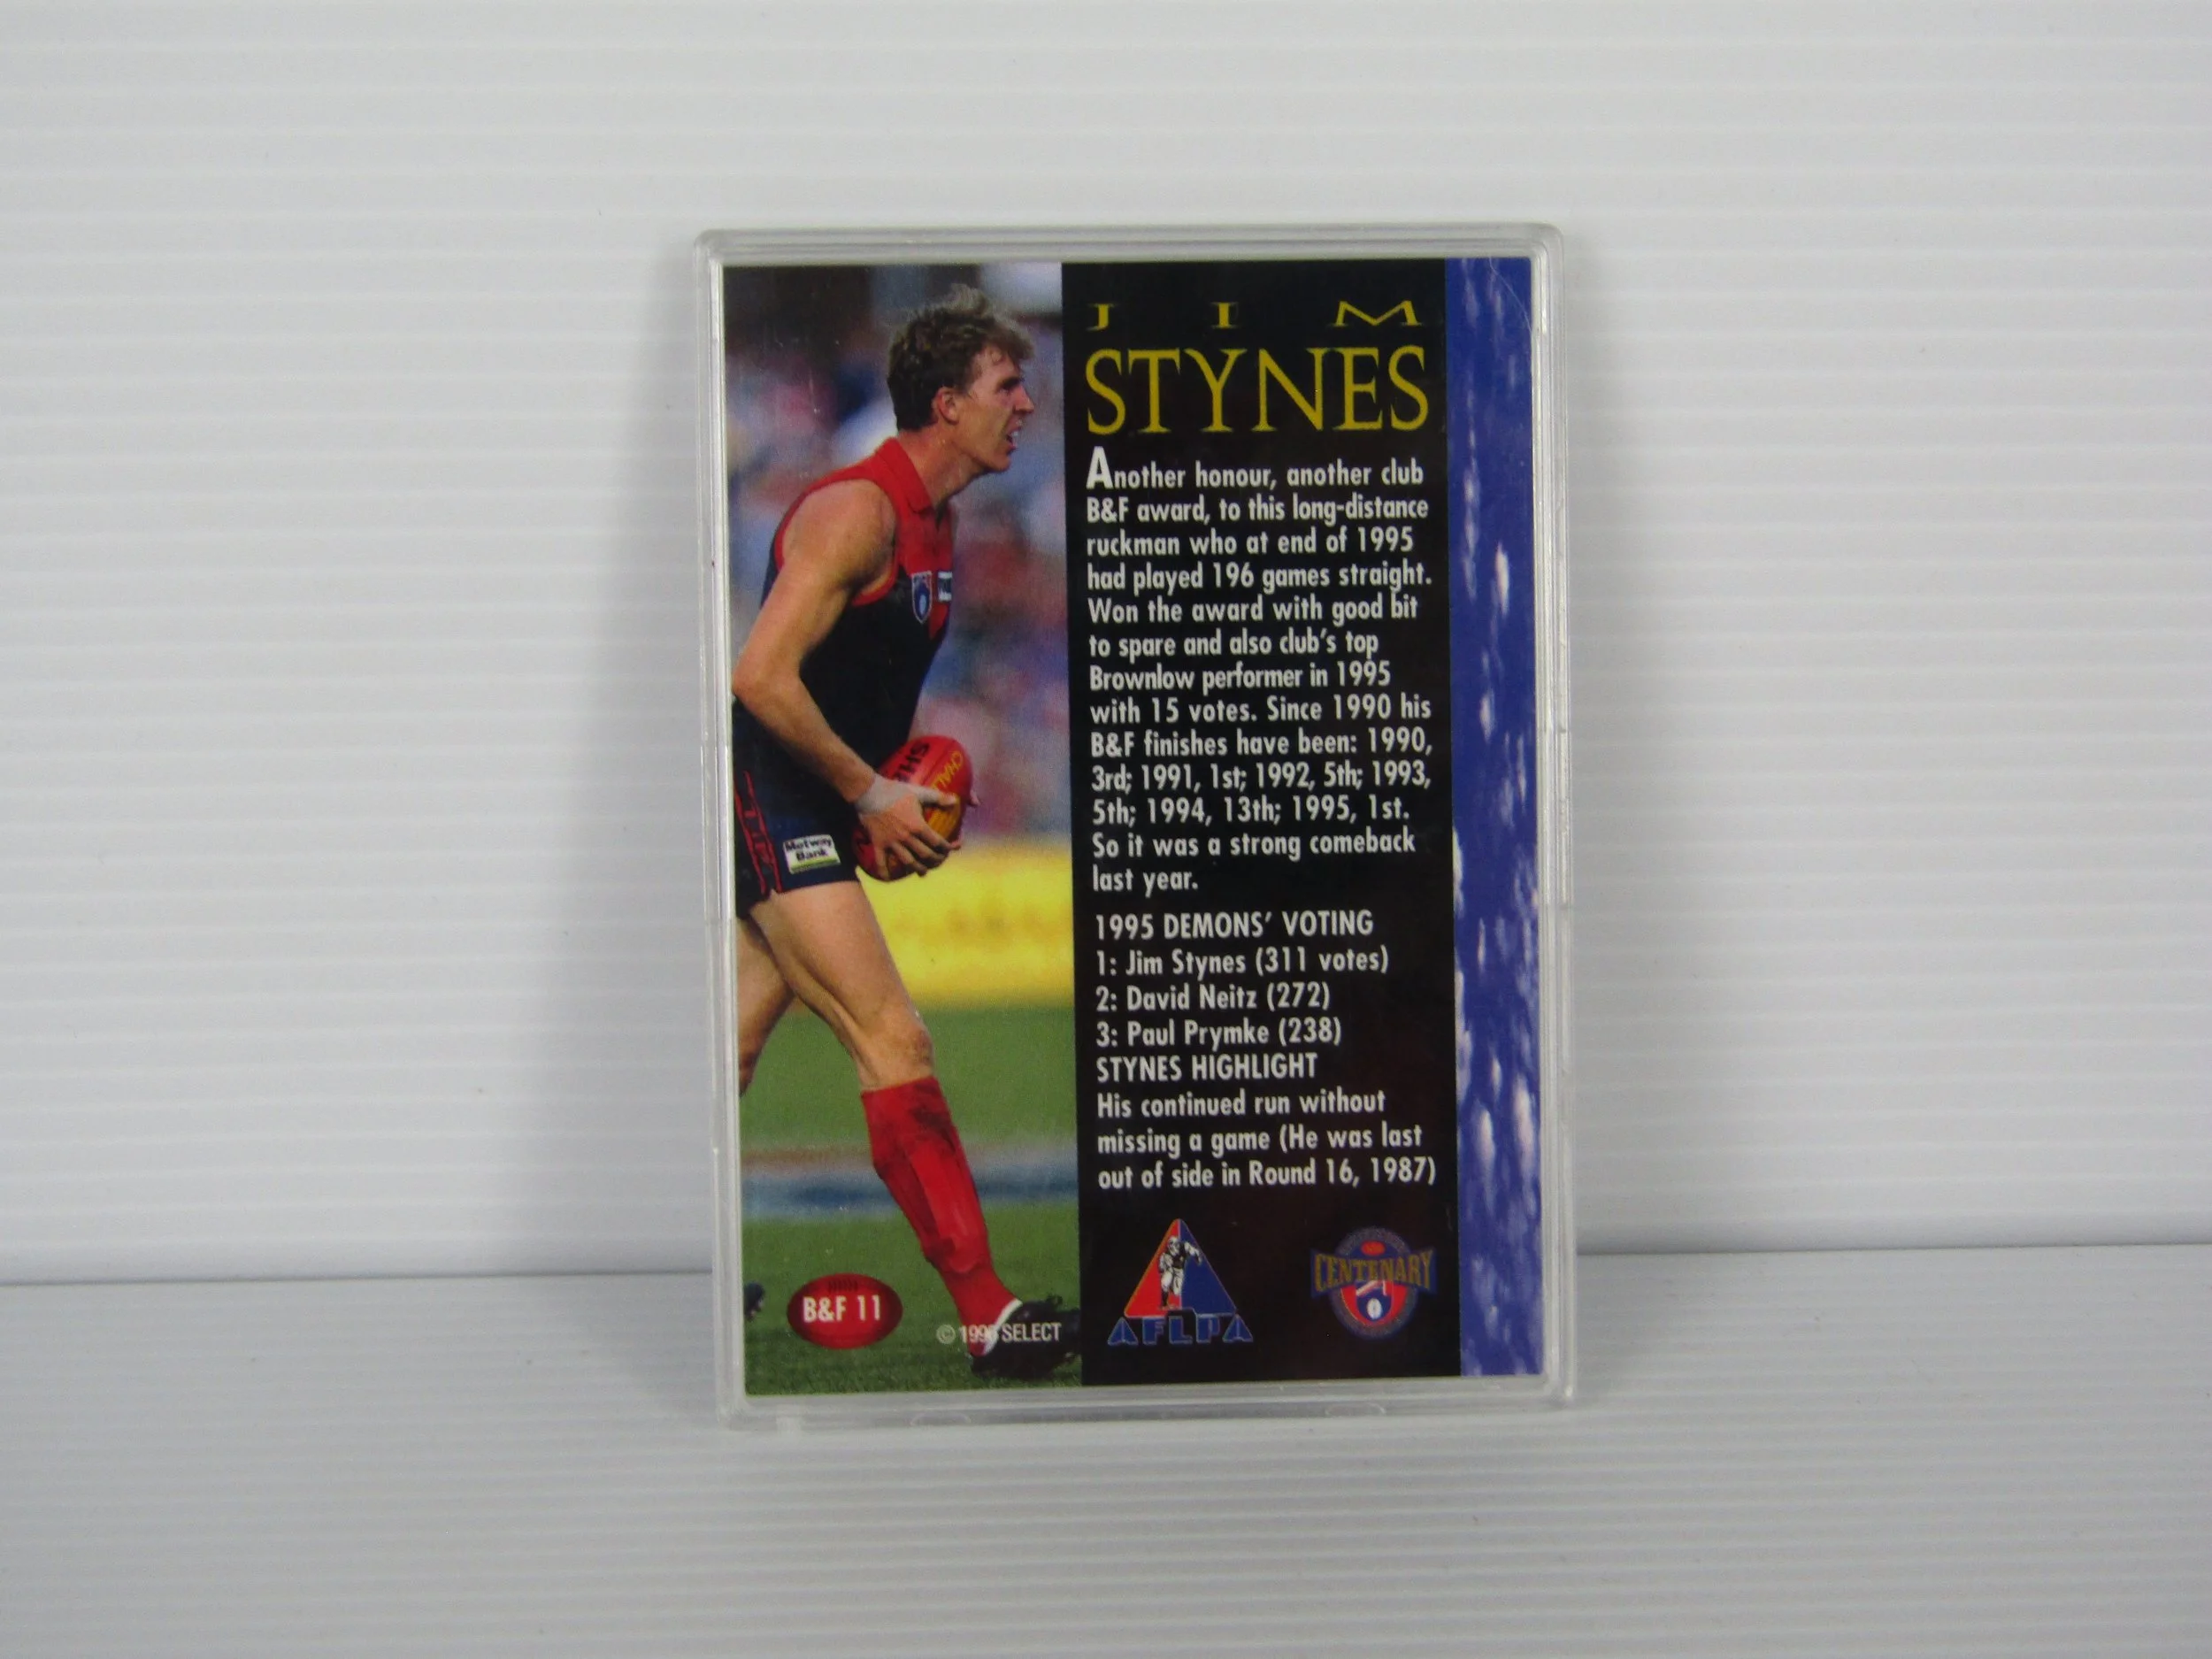 JIM
STYNES
Another honour, another club
B&F award, to this long-distance
ruckman who at end of 1995
had played 196 games straight.
Won the award with good bit
to spare and also club's top
Brownlow performer in 1995
with 15 votes. Since 1990 his
B&F finishes have been: 1990,
3rd; 1991, 1st; 1992, 5th; 1993,
5th; 1994, 13th; 1995, 1st.
So it was a strong comeback
last year.
1995 DEMONS' VOTING
1: Jim Stynes (311 votes)
2: David Neitz (272)
3: Paul Prymke (238)
STYNES HIGHLIGHT
His continued run without
missing a game (He was last
out of side in Round 16, 1987)
AFLPA
CENTENARY
Metway
Bank
B&F 11
© 1996 SELECT